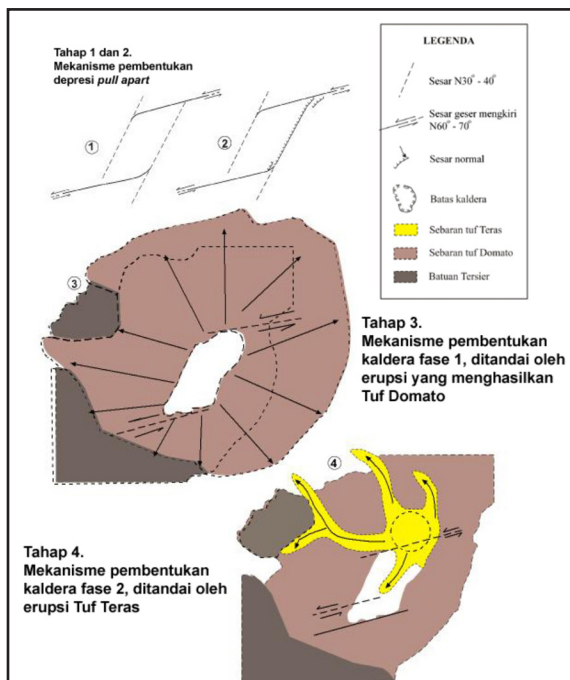 Tahap 1 dan 2.
Mekanisme pembentukan
depresi pull apart
1
2
LEGENDA
Sesar N30° - 40°
Sesar geser mengkiri
N60° - 70°
Sesar normal
Batas kaldera
Sebaran tuf Teras
Sebaran tuf Domato
Batuan Tersier
3
Tahap 3.
Mekanisme pembentukan
kaldera fase 1, ditandai oleh
erupsi yang menghasilkan
Tuf Domato
4
Tahap 4.
Mekanisme pembentukan
kaldera fase 2, ditandai oleh
erupsi Tuf Teras